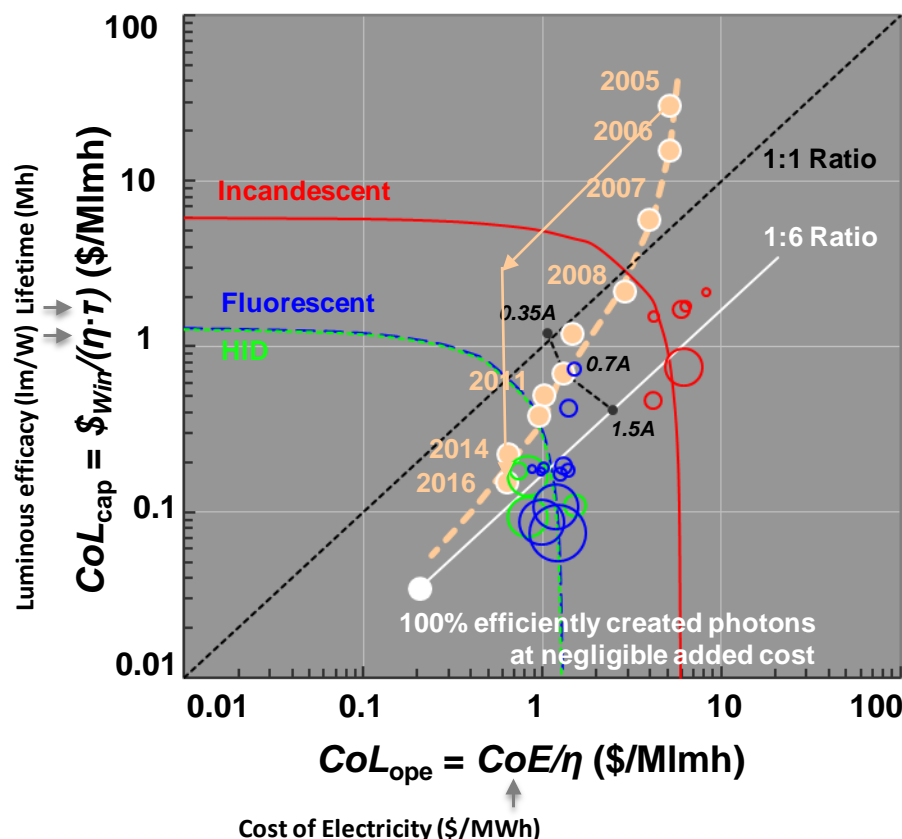 100
10
1
0.1
0.01
Luminous efficacy (lm/W)
Lifetime (Mh)
CoLcap = $Win/(η·τ) ($/Mlmh)
2005
2006
2007
1:1 Ratio
Incandescent
1:6 Ratio
2008
Fluorescent
0.35A
HID
0.7A
2011
1.5A
2014
2016
100% efficiently created photons
at negligible added cost
0.01 0.1 1 10 100
CoLope = CoE/η ($/Mlmh)
Cost of Electricity ($/MWh)